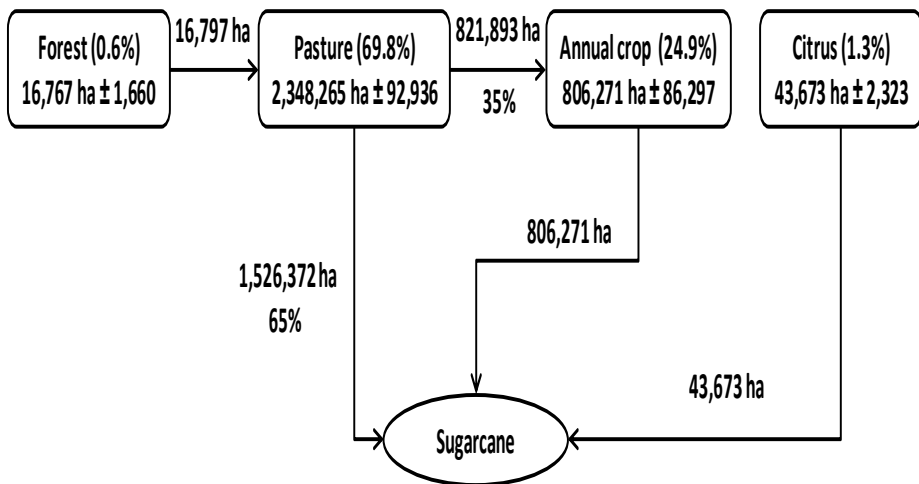 Forest (0.6%)
16,767 ha ± 1,660
16,797 ha
Pasture (69.8%)
2,348,265 ha ± 92,936
821,893 ha
35%
Annual crop (24.9%)
806,271 ha ± 86,297
Citrus (1.3%)
43,673 ha ± 2,323
806,271 ha
1,526,372 ha
65%
43,673 ha
Sugarcane